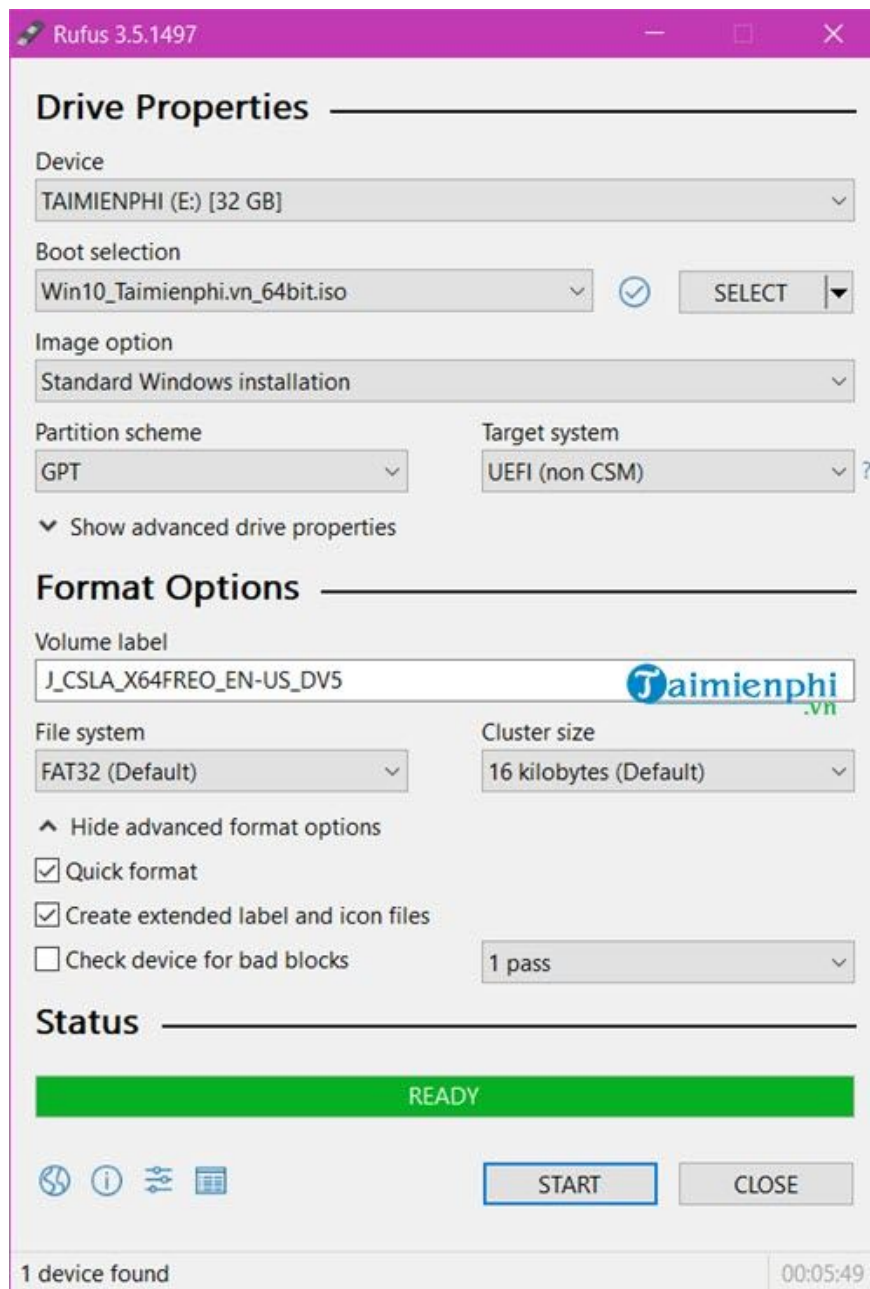 Rufus 3.5.1497
Drive Properties
Device
TAIMIENPHI (E:) [32 GB]
Boot selection
Win10_Taimienphi.vn_64bit.iso
SELECT
Image option
Standard Windows installation
Partition scheme
Target system
GPT
UEFI (non CSM)
?
Show advanced drive properties
Format Options
Volume label
J_CSLA_X64FREO_EN-US_DV5
Taimienphi
.vn
File system
Cluster size
FAT32 (Default)
16 kilobytes (Default)
Hide advanced format options
Quick format
Create extended label and icon files
Check device for bad blocks
1 pass
Status
READY
START
CLOSE
1 device found
00:05:49